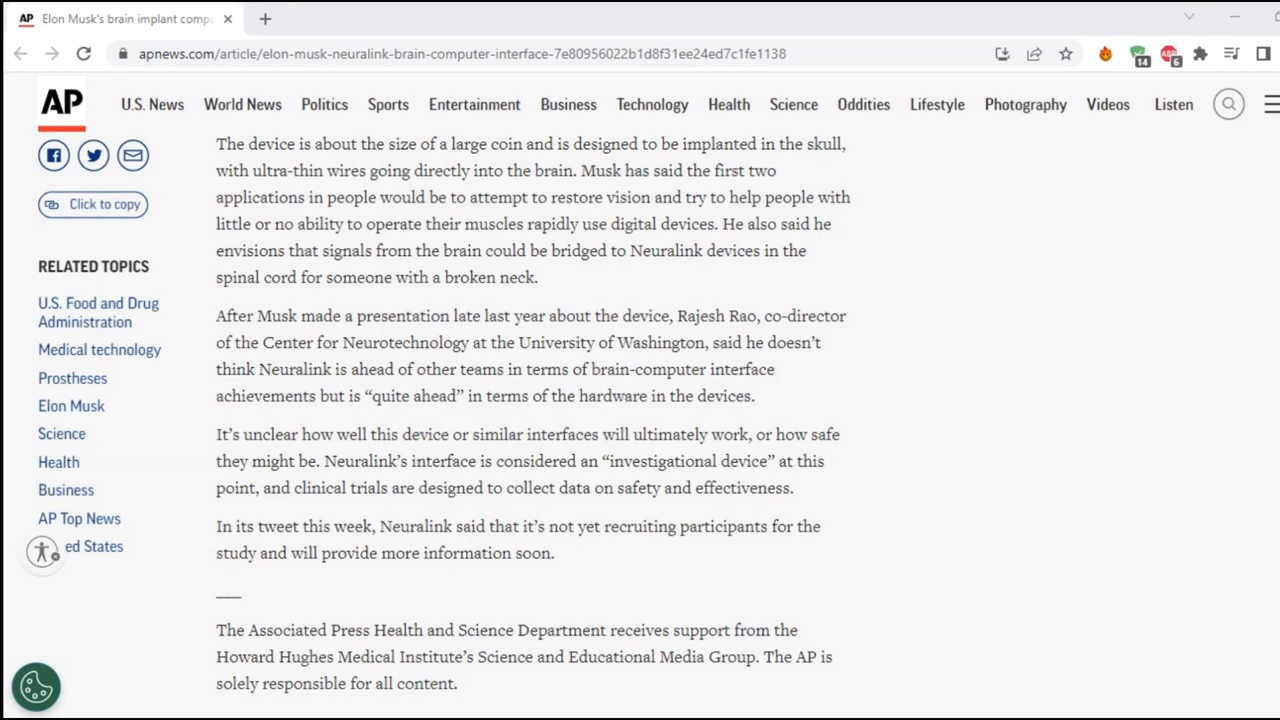 AP Elon Musk's brain implant compa
apnews.com/article/elon-musk-neuralink-brain-computer-interface-7e80956022b1d8f31ee24ed7c1fe1138
14
ABP
6
AP
U.S. News World News Politics Sports Entertainment Business Technology Health Science Oddities Lifestyle Photography Videos Listen
Click to copy
RELATED TOPICS
U.S. Food and Drug
Administration
Medical technology
Prostheses
Elon Musk
Science
Health
Business
AP Top News
ed States
The device is about the size of a large coin and is designed to be implanted in the skull,
with ultra-thin wires going directly into the brain. Musk has said the first two
applications in people would be to attempt to restore vision and try to help people with
little or no ability to operate their muscles rapidly use digital devices. He also said he
envisions that signals from the brain could be bridged to Neuralink devices in the
spinal cord for someone with a broken neck.
After Musk made a presentation late last year about the device, Rajesh Rao, co-director
of the Center for Neurotechnology at the University of Washington, said he doesn’t
think Neuralink is ahead of other teams in terms of brain-computer interface
achievements but is “quite ahead” in terms of the hardware in the devices.
It’s unclear how well this device or similar interfaces will ultimately work, or how safe
they might be. Neuralink’s interface is considered an “investigational device” at this
point, and clinical trials are designed to collect data on safety and effectiveness.
In its tweet this week, Neuralink said that it’s not yet recruiting participants for the
study and will provide more information soon.
The Associated Press Health and Science Department receives support from the
Howard Hughes Medical Institute’s Science and Educational Media Group. The AP is
solely responsible for all content.